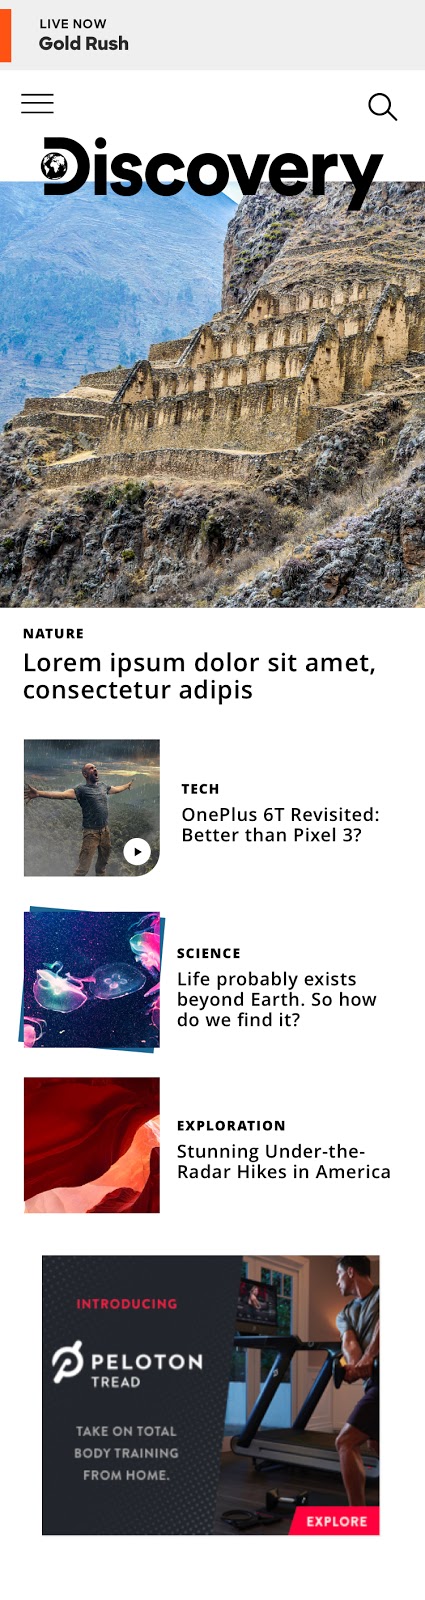 LIVE NOW
Gold Rush
Discovery
NATURE
Lorem ipsum dolor sit amet,
consectetur adipis
TECH
OnePlus 6T Revisited:
Better than Pixel 3?
SCIENCE
Life probably exists
beyond Earth. So how
do we find it?
EXPLORATION
Stunning Under-the-
Radar Hikes in America
INTRODUCING
PELOTON
TREAD
TAKE ON TOTAL
BODY TRAINING
FROM HOME.
EXPLORE